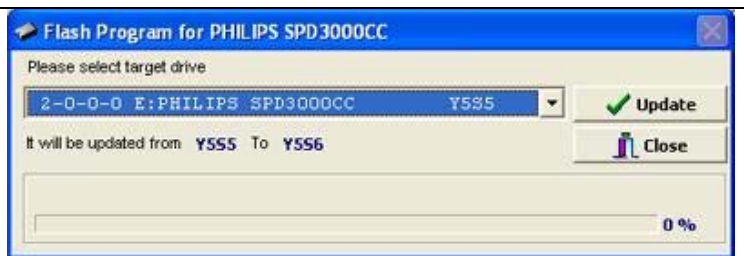 Flash Program for PHILIPS SPD3000CC
Please select target drive
2-0-0-0 E:PHILIPS SPD3000CC Y5S5
Update
It will be updated from Y5S5 To Y5S6
Close
0 %